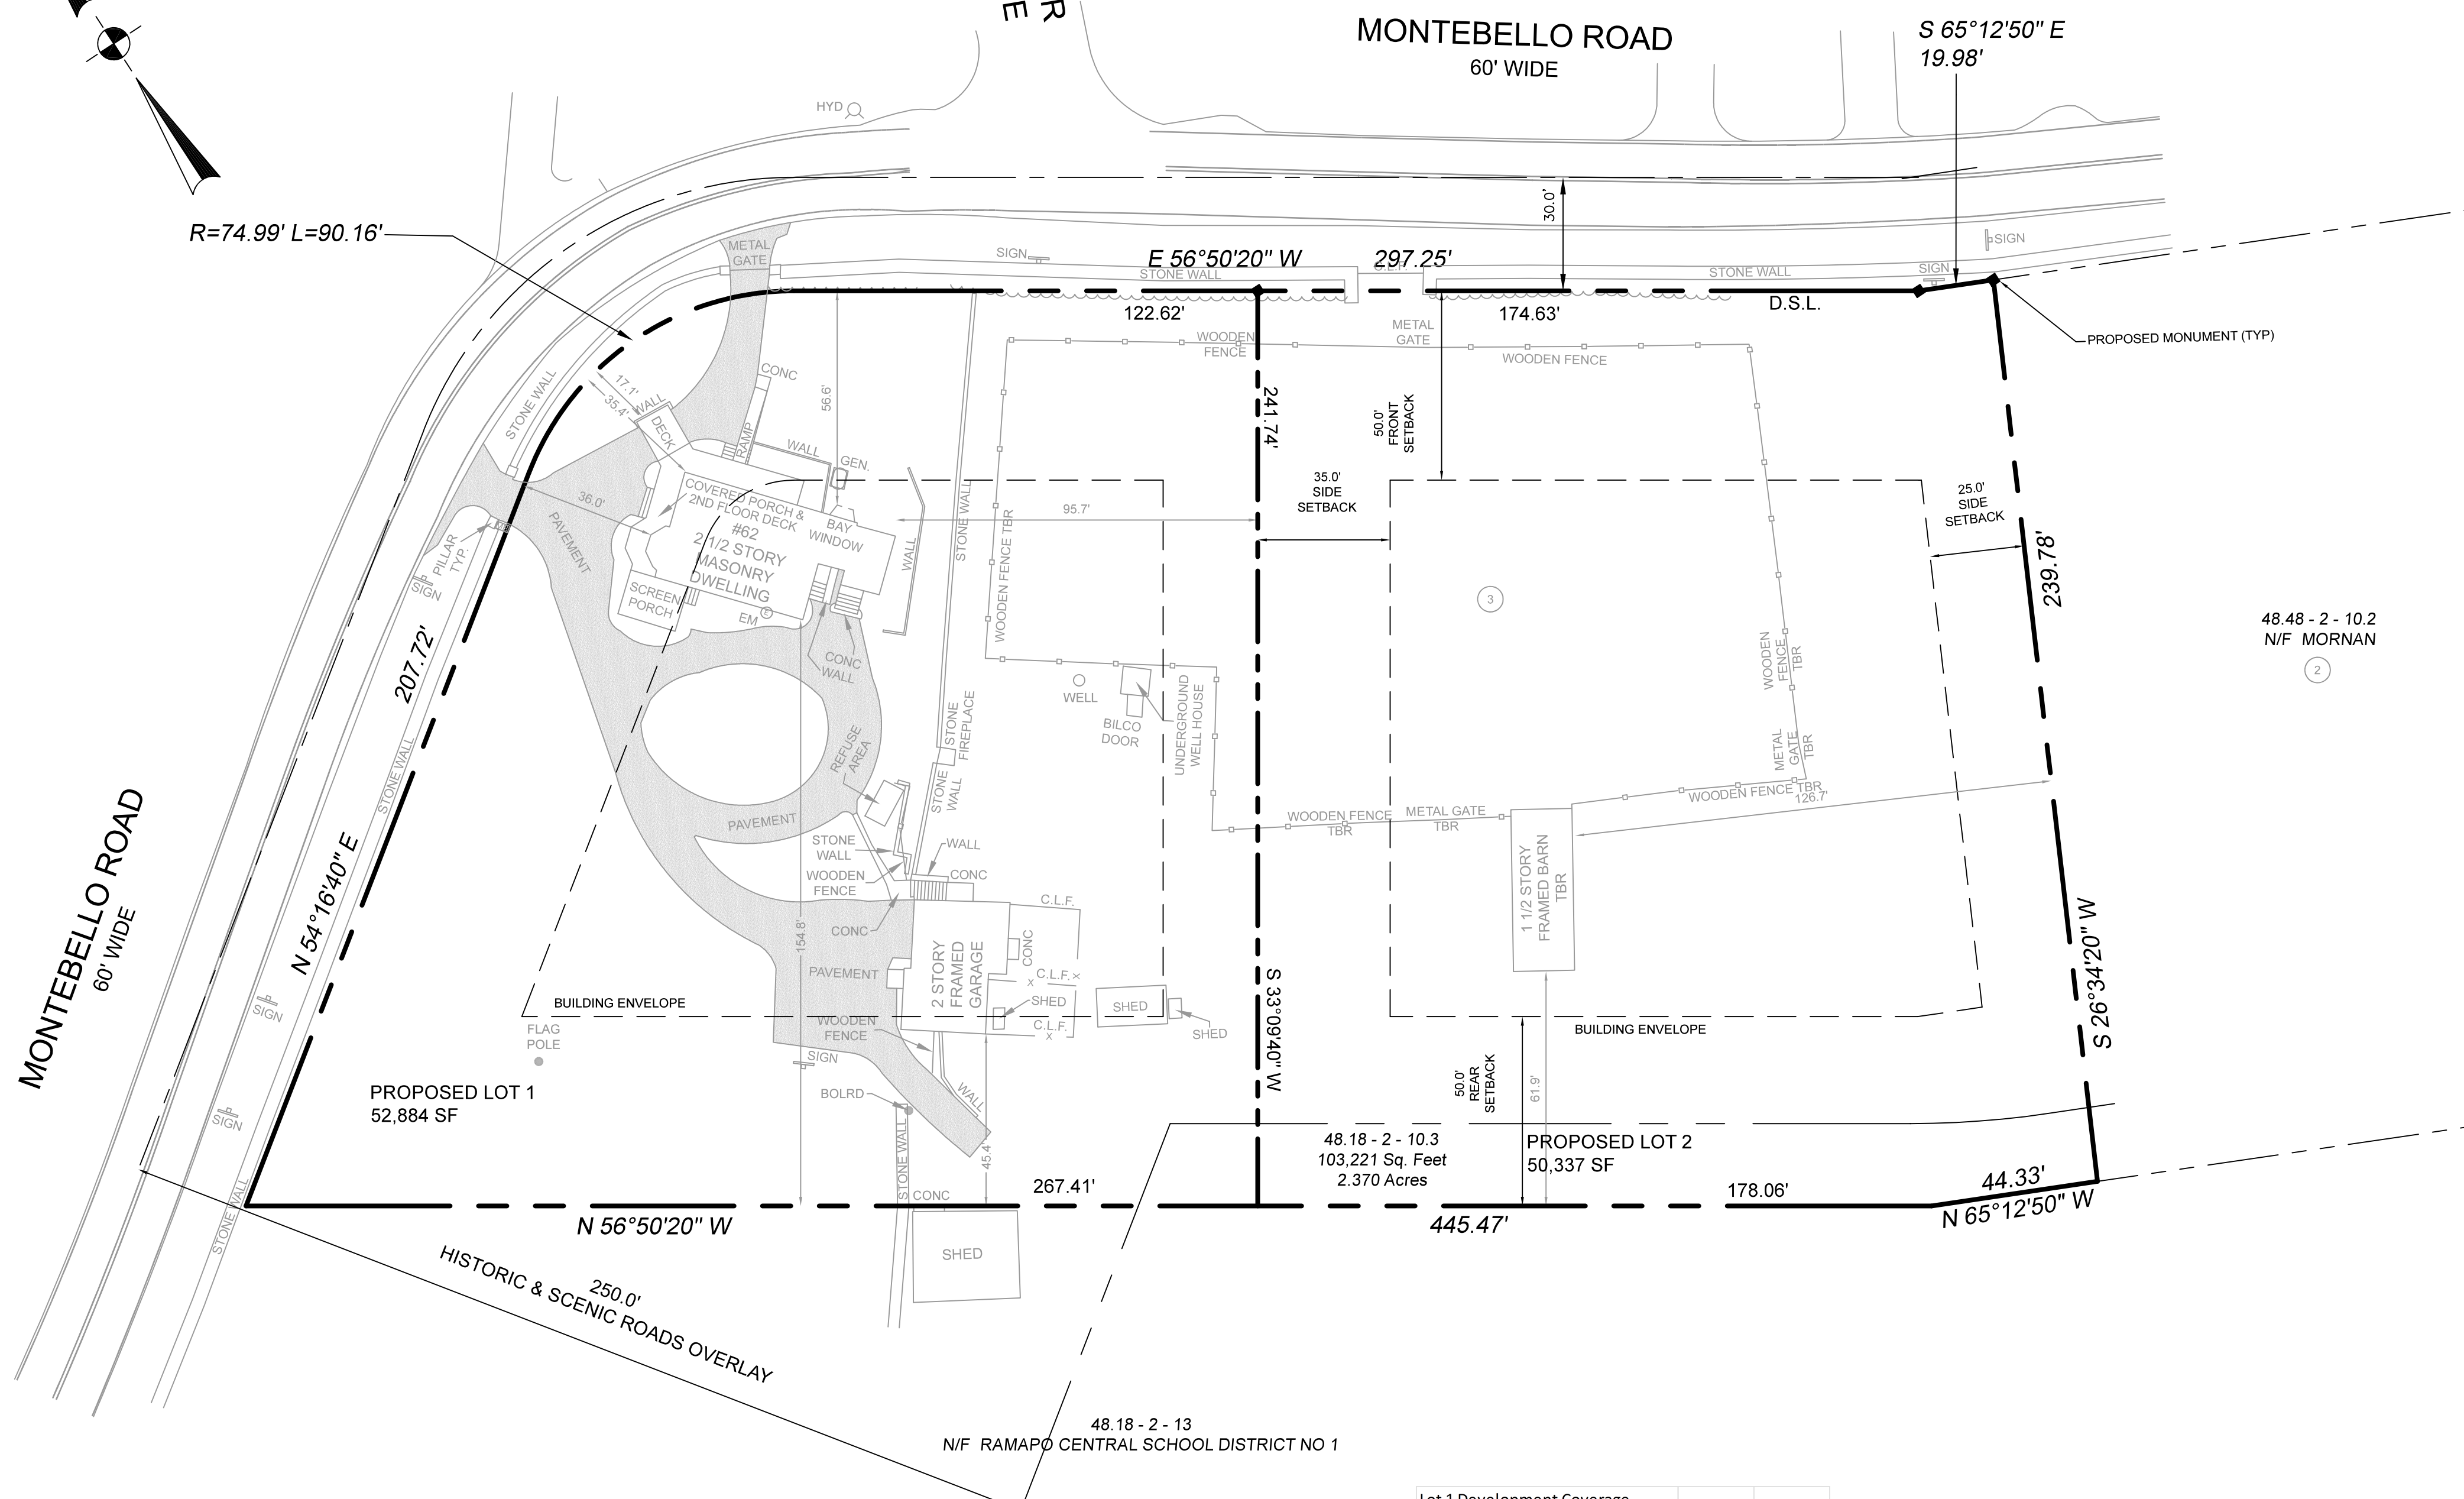 R
E
MONTEBELLO ROAD
60' WIDE
S 65°12'50" E
19.98'
HYD
R=74.99' L=90.16'
METAL
GATE
SIGN
E 56°50'20" W
297.25'
STONE WALL
C.L.F.
30.0'
STONE WALL
SIGN
SIGN
122.62'
174.63'
D.S.L.
PROPOSED MONUMENT (TYP)
METAL
GATE
WOODEN
FENCE
WOODEN FENCE
STONE WALL
17.1'
35.4'
WALL
DECK
CONC
RAMP
56.6'
WALL
GEN.
241.74'
50.0'
FRONT
SETBACK
35.0'
SIDE
SETBACK
25.0'
SIDE
SETBACK
36.0'
COVERED PORCH &
2ND FLOOR DECK
#62
2 1/2 STORY
MASONRY
DWELLING
BAY
WINDOW
95.7'
WALL
STONE WALL
WOODEN FENCE TBR
PAVEMENT
PILLAR
TYP.
SIGN
SCREEN
PORCH
EM
E
CONC
WALL
3
239.78'
48.48 - 2 - 10.2
N/F MORNAN
2
207.72'
WELL
BILCO
DOOR
UNDERGROUND
WELL HOUSE
WOODEN
FENCE
TBR
METAL
GATE
TBR
STONE
FIREPLACE
REFUSE
AREA
STONE
WALL
STONE WALL
PAVEMENT
WOODEN FENCE
TBR
METAL GATE
TBR
WOODEN FENCE TBR
126.7'
MONTEBELLO ROAD
60' WIDE
N 54°16'40" E
STONE
WALL
WOODEN
FENCE
WALL
CONC
C.L.F.
CONC
154.8'
2 STORY
FRAMED
GARAGE
CONC
PAVEMENT
C.L.F.
X
X
SHED
C.L.F.
X
SHED
SHED
1 1/2 STORY
FRAMED BARN
TBR
S 33°09'40" W
S 26°34'20" W
BUILDING ENVELOPE
BUILDING ENVELOPE
WOODEN
FENCE
SIGN
FLAG
POLE
SIGN
SIGN
BOLRD
WALL
50.0'
REAR
SETBACK
61.9'
PROPOSED LOT 1
52,884 SF
STONE WALL
45.4'
48.18 - 2 - 10.3
103,221 Sq. Feet
2.370 Acres
PROPOSED LOT 2
50,337 SF
STONE WALL
CONC
267.41'
178.06'
44.33'
N 65°12'50" W
N 56°50'20" W
445.47'
SHED
250.0'
HISTORIC & SCENIC ROADS OVERLAY
48.18 - 2 - 13
N/F RAMAPO CENTRAL SCHOOL DISTRICT NO 1
Lot 1 Development Coverage